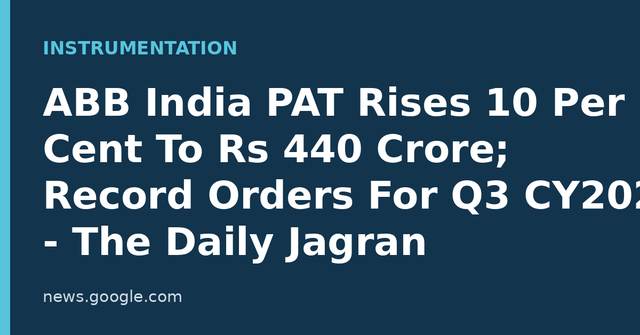 INSTRUMENTATION
ABB India PAT Rises 10 Per
Cent To Rs 440 Crore;
Record Orders For Q3 CY202
- The Daily Jagran
news.google.com